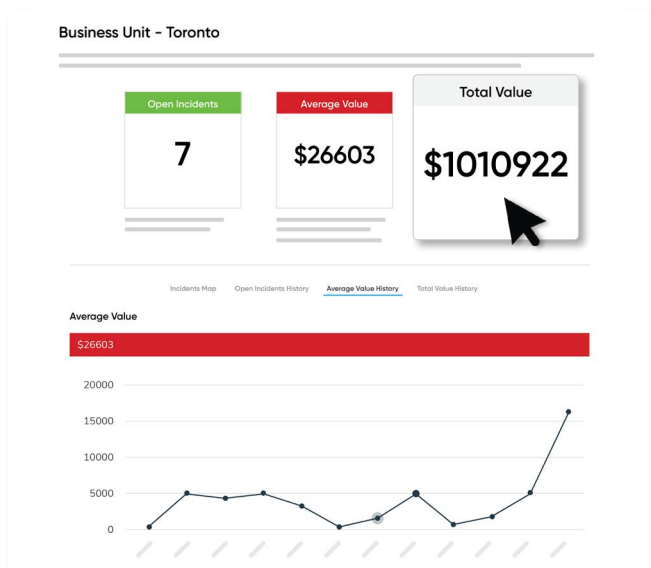 Business Unit - Toronto
Open Incidents
Average Value
Total Value
7
$26603
$1010922
Incidents Map
Open Incidents History
Average Value History
Total Value History
Average Value
$26603
20000
15000
10000
5000
0